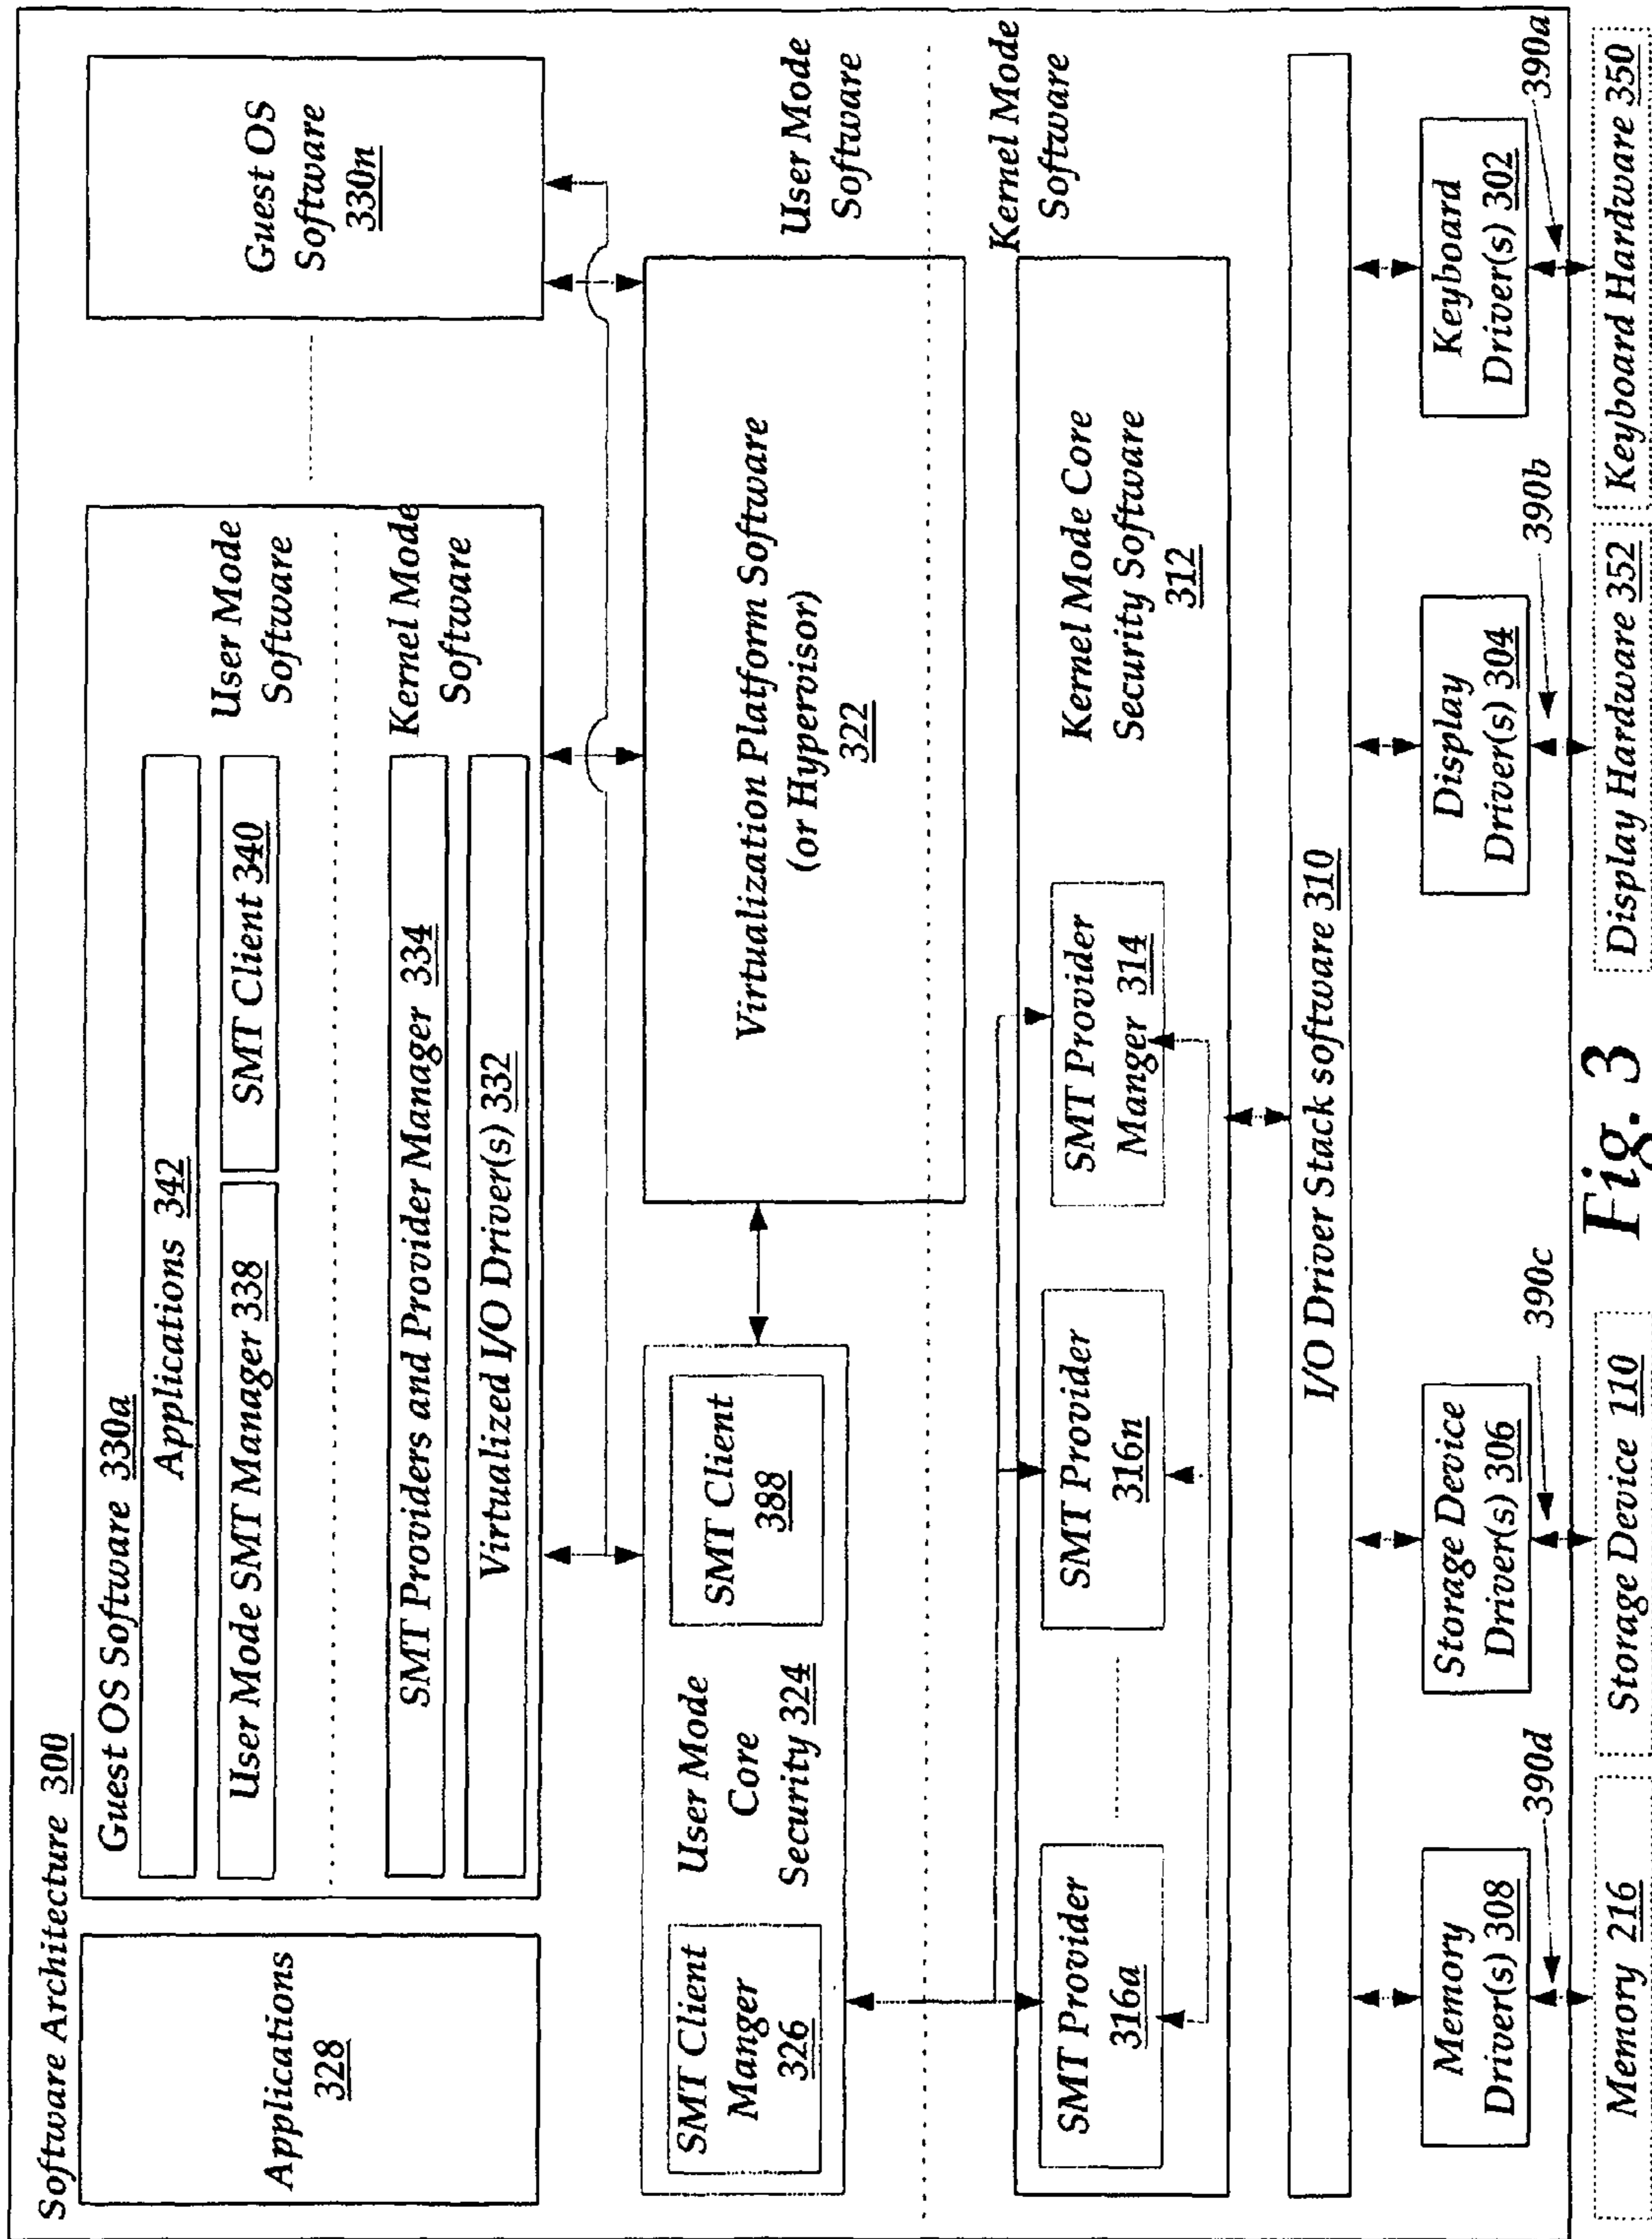 Software Architecture 300
Applications
328
Guest OS Software 330a
Applications 342
User Mode SMT Manager 338
SMT Client 340
User Mode
Software
SMT Providers and Provider Manager 334
Virtualized I/O Driver(s) 332
Kernel Mode
Software
Guest OS
Software
330n
SMT Client
Manger
326
User Mode
Core
Security 324
SMT Client
388
Virtualization Platform Software
(or Hypervisor)
322
User Mode
Software
Kernel Mode
Software
SMT Provider
316a
SMT Provider
316n
SMT Provider
Manger 314
Kernel Mode Core
Security Software
312
I/O Driver Stack software 310
Memory
Driver(s) 308
Storage Device
Driver(s) 306
Display
Driver(s) 304
Keyboard
Driver(s) 302
390d
390c
390b
390a
Memory 216
Storage Device 110
Display Hardware 352
Keyboard Hardware 350
Fig. 3